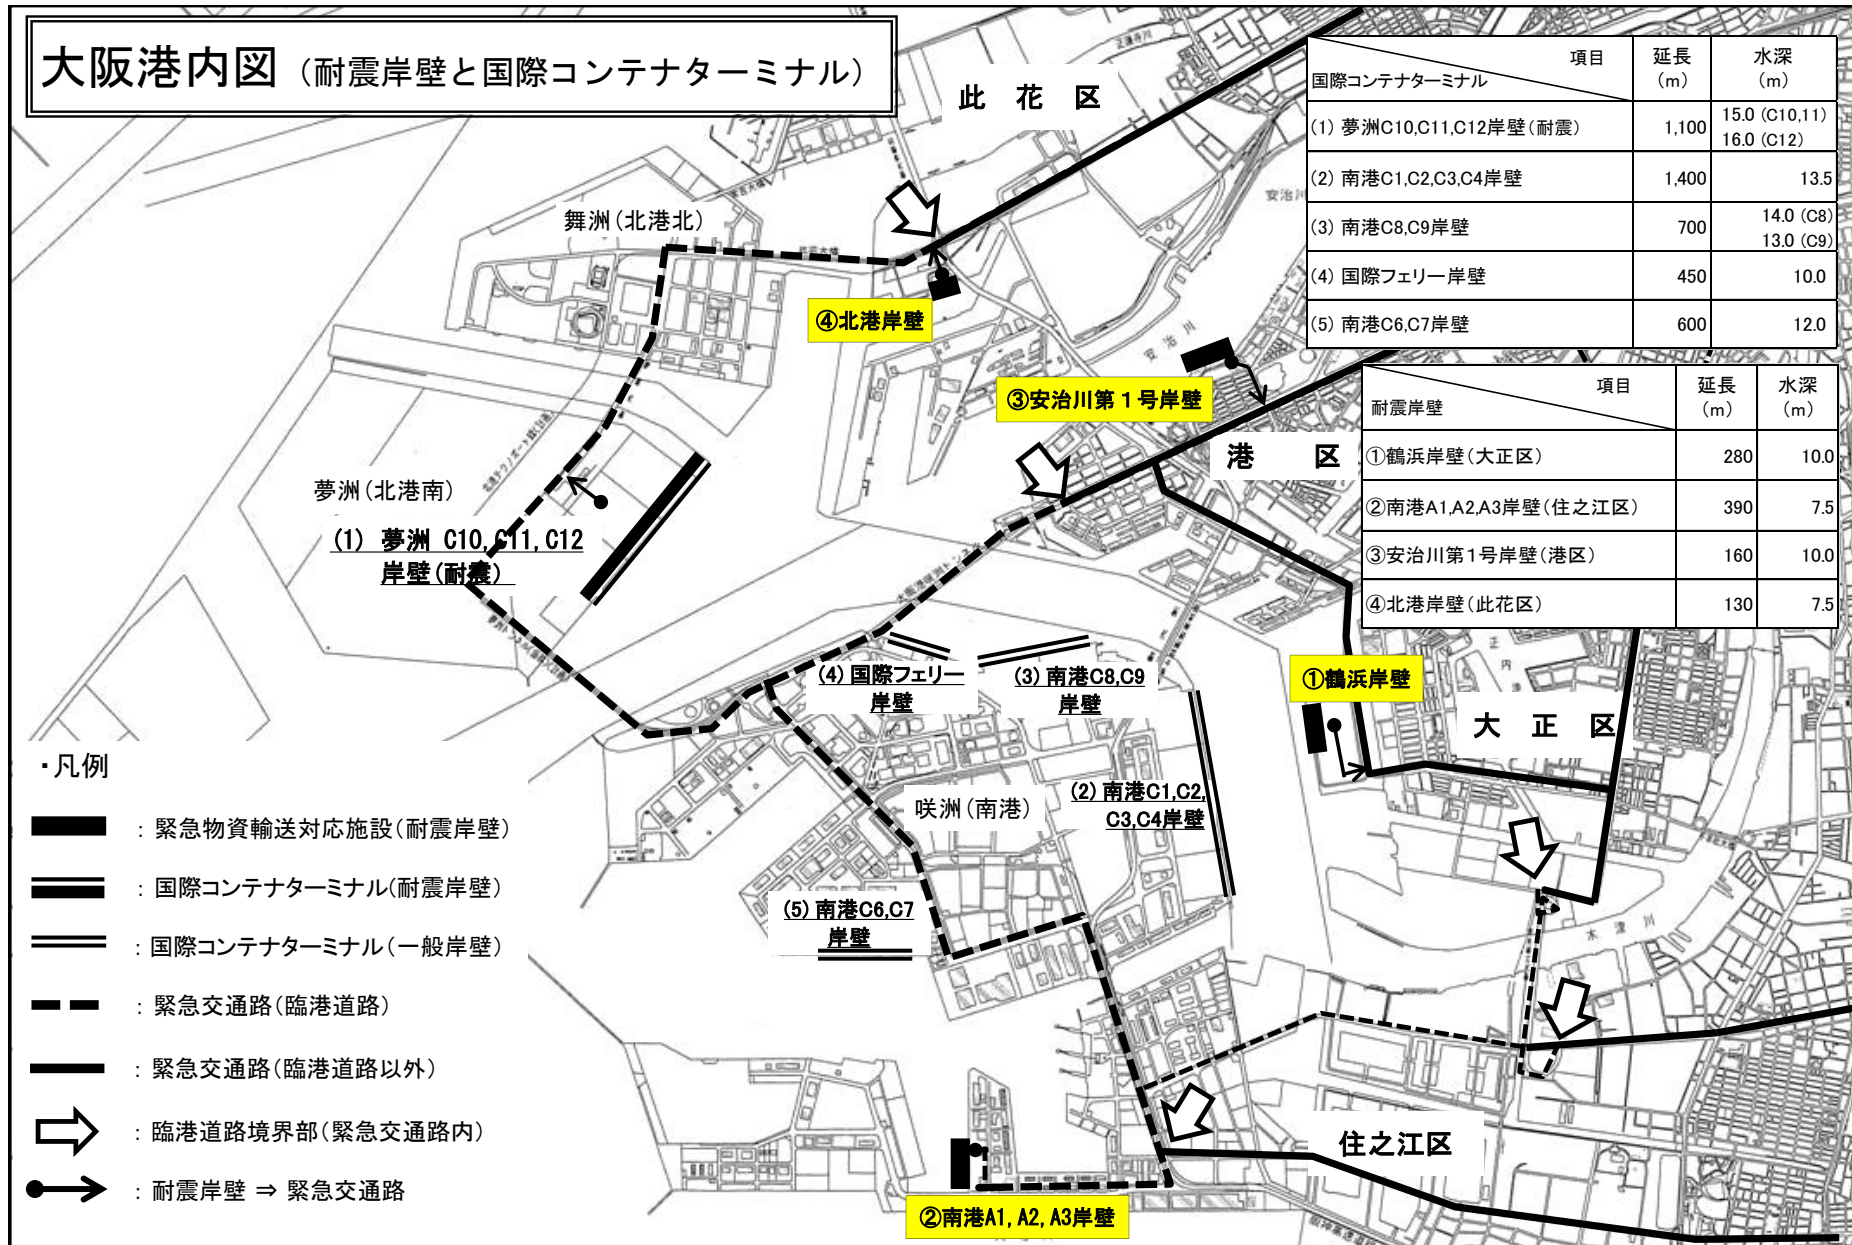 大阪港内図（耐震岸壁と国際コンテナターミナル）
項目
国際コンテナターミナル
延長
(m)
水深
(m)
(1) 夢洲C10,C11,C12岸壁(耐震) 1,100 15.0 (C10,11)
16.0 (C12)
(2) 南港C1,C2,C3,C4岸壁 1,400 13.5
(3) 南港C8,C9岸壁 700 14.0 (C8)
13.0 (C9)
(4) 国際フェリー岸壁 450 10.0
(5) 南港C6,C7岸壁 600 12.0
項目
耐震岸壁
延長
(m)
水深
(m)
①鶴浜岸壁(大正区) 280 10.0
②南港A1,A2,A3岸壁(住之江区) 390 7.5
③安治川第1号岸壁(港区) 160 10.0
④北港岸壁(此花区) 130 7.5
此 花 区
正蓮寺川
安治川
舞洲(北港北)
④北港岸壁
安 治 川
③安治川第１号岸壁
港 区
夢洲(北港南)
(1) 夢洲 C10,C11,C12
岸壁(耐震)
(4) 国際フェリー
岸壁
(3) 南港C8,C9
岸壁
①鶴浜岸壁
大 正 区
咲洲(南港)
(2) 南港C1,C2,
C3,C4岸壁
(5) 南港C6,C7
岸壁
木 津 川
住之江区
②南港A1, A2, A3岸壁
・凡例
：緊急物資輸送対応施設(耐震岸壁)
：国際コンテナターミナル(耐震岸壁)
：国際コンテナターミナル(一般岸壁)
：緊急交通路(臨港道路)
：緊急交通路(臨港道路以外)
：臨港道路境界部(緊急交通路内)
：耐震岸壁 ⇒ 緊急交通路